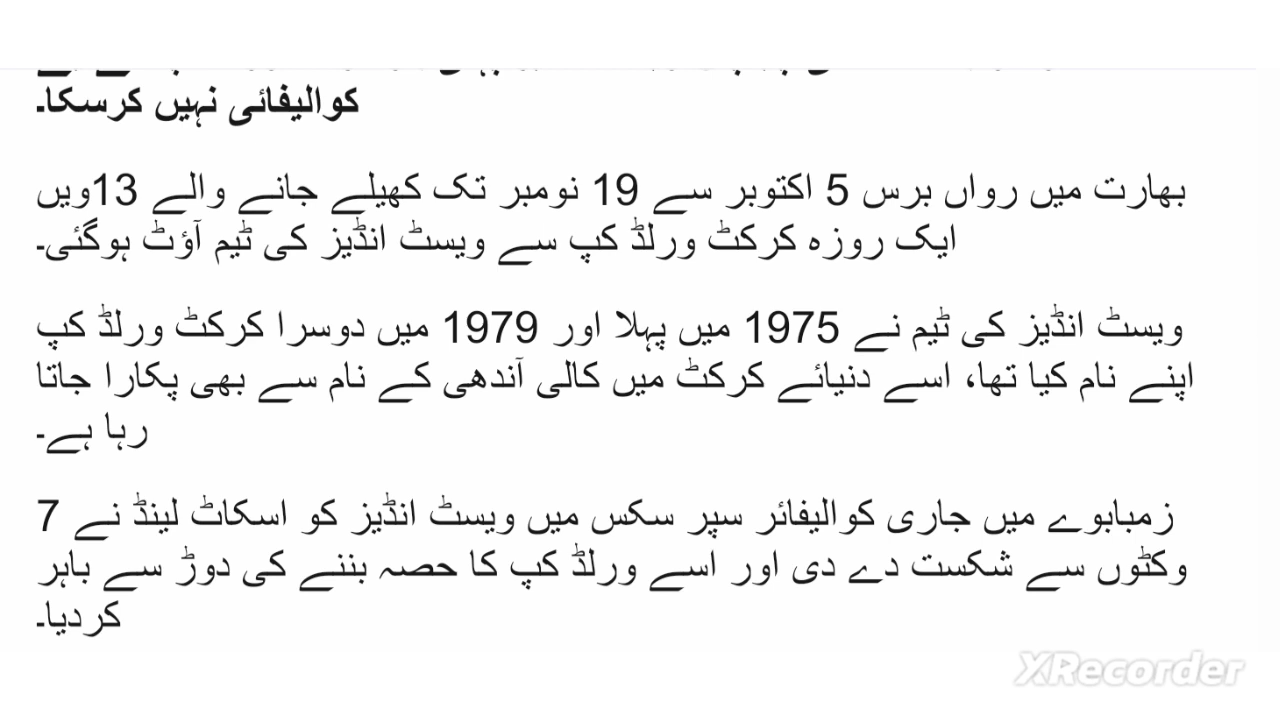 کوالیفائی نہیں کرسکا۔
بھارت میں رواں برس 5 اکتوبر سے 19 نومبر تک کھیلے جانے والے 13ویں
ایک روزہ کرکٹ ورلڈ کپ سے ویسٹ انڈیز کی ٹیم آؤٹ ہوگئی۔
ویسٹ انڈیز کی ٹیم نے 1975 میں پہلا اور 1979 میں دوسرا کرکٹ ورلڈ کپ
اپنے نام کیا تھا، اسے دنیائے کرکٹ میں کالی آندھی کے نام سے بھی پکارا جاتا
رہا ہے۔
زمبابوے میں جاری کوالیفائر سپر سکس میں ویسٹ انڈیز کو اسکاٹ لینڈ نے 7
وکٹوں سے شکست دے دی اور اسے ورلڈ کپ کا حصہ بننے کی دوڑ سے باہر
کردیا۔
XRecorder